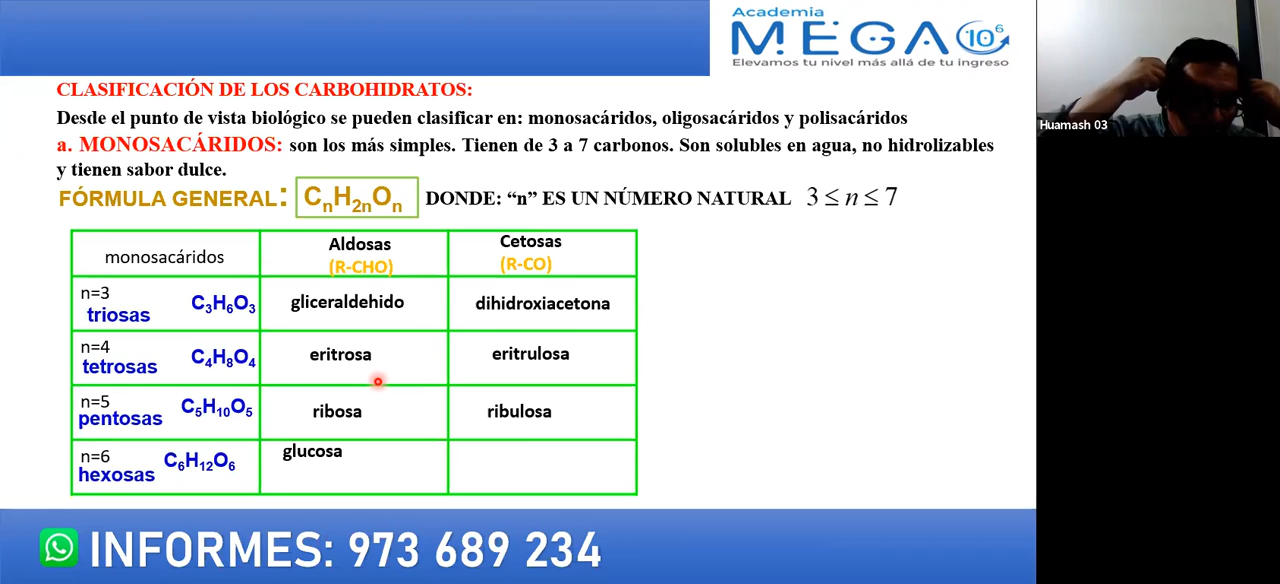 Academia
MEGA 10⁶
Elevamos tu nivel más allá de tu ingreso
Huamash 03
CLASIFICACIÓN DE LOS CARBOHIDRATOS:
Desde el punto de vista biológico se pueden clasificar en: monosacáridos, oligosacáridos y polisacáridos
a. MONOSACÁRIDOS: son los más simples. Tienen de 3 a 7 carbonos. Son solubles en agua, no hidrolizables
y tienen sabor dulce.
FÓRMULA GENERAL: CₙH₂ₙOₙ DONDE: “n” ES UN NÚMERO NATURAL 3 ≤ n ≤ 7
monosacáridos
Aldosas
(R-CHO)
Cetosas
(R-CO)
n=3
triosas C₃H₆O₃
gliceraldehido
dihidroxiacetona
n=4
tetrosas C₄H₈O₄
eritrosa
eritrulosa
n=5
pentosas C₅H₁₀O₅
ribosa
ribulosa
n=6
hexosas C₆H₁₂O₆
glucosa
INFORMES: 973 689 234